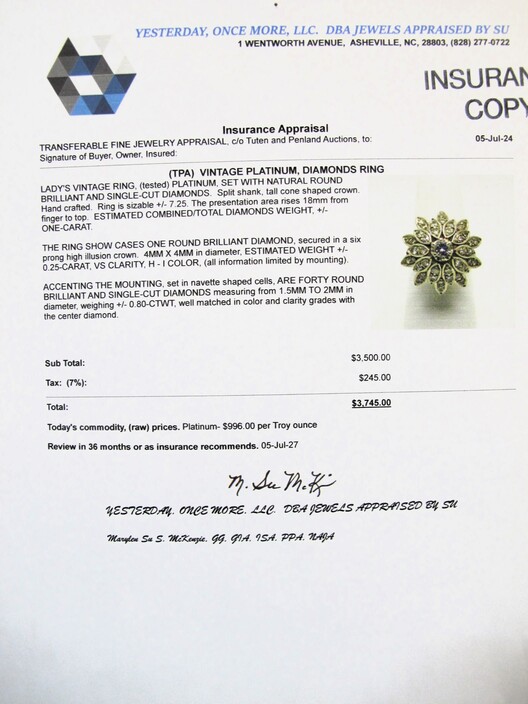 YESTERDAY, ONCE MORE, LLC. DBA JEWELS APPRAISED BY SU
1 WENTWORTH AVENUE, ASHEVILLE, NC, 28803, (828) 277-0722
INSURAN
COPY
Insurance Appraisal
05-Jul-24
TRANSFERABLE FINE JEWELRY APPRAISAL, c/o Tuten and Penland Auctions, to:
Signature of Buyer, Owner, Insured:
(TPA) VINTAGE PLATINUM, DIAMONDS RING
LADY'S VINTAGE RING, (tested) PLATINUM, SET WITH NATURAL ROUND
BRILLIANT AND SINGLE-CUT DIAMONDS. Split shank, tall cone shaped crown.
Hand crafted. Ring is sizable +/- 7.25. The presentation area rises 18mm from
finger to top. ESTIMATED COMBINED/TOTAL DIAMONDS WEIGHT, +/-
ONE-CARAT.
THE RING SHOW CASES ONE ROUND BRILLIANT DIAMOND, secured in a six
prong high illusion crown. 4MM X 4MM in diameter, ESTIMATED WEIGHT +/-
0.25-CARAT, VS CLARITY, H - I COLOR, (all information limited by mounting).
ACCENTING THE MOUNTING, set in navette shaped cells, ARE FORTY ROUND
BRILLIANT AND SINGLE-CUT DIAMONDS measuring from 1.5MM TO 2MM in
diameter, weighing +/- 0.80-CTWT, well matched in color and clarity grades with
the center diamond.
Sub Total: $3,500.00
Tax: (7%): $245.00
Total: $3,745.00
Today's commodity, (raw) prices. Platinum- $996.00 per Troy ounce
Review in 36 months or as insurance recommends. 05-Jul-27
M. Su McKenzie
YESTERDAY, ONCE MORE, LLC. DBA JEWELS APPRAISED BY SU
Marylen Su S. McKenzie, GG, GIA, ISA, PPA, NAJA